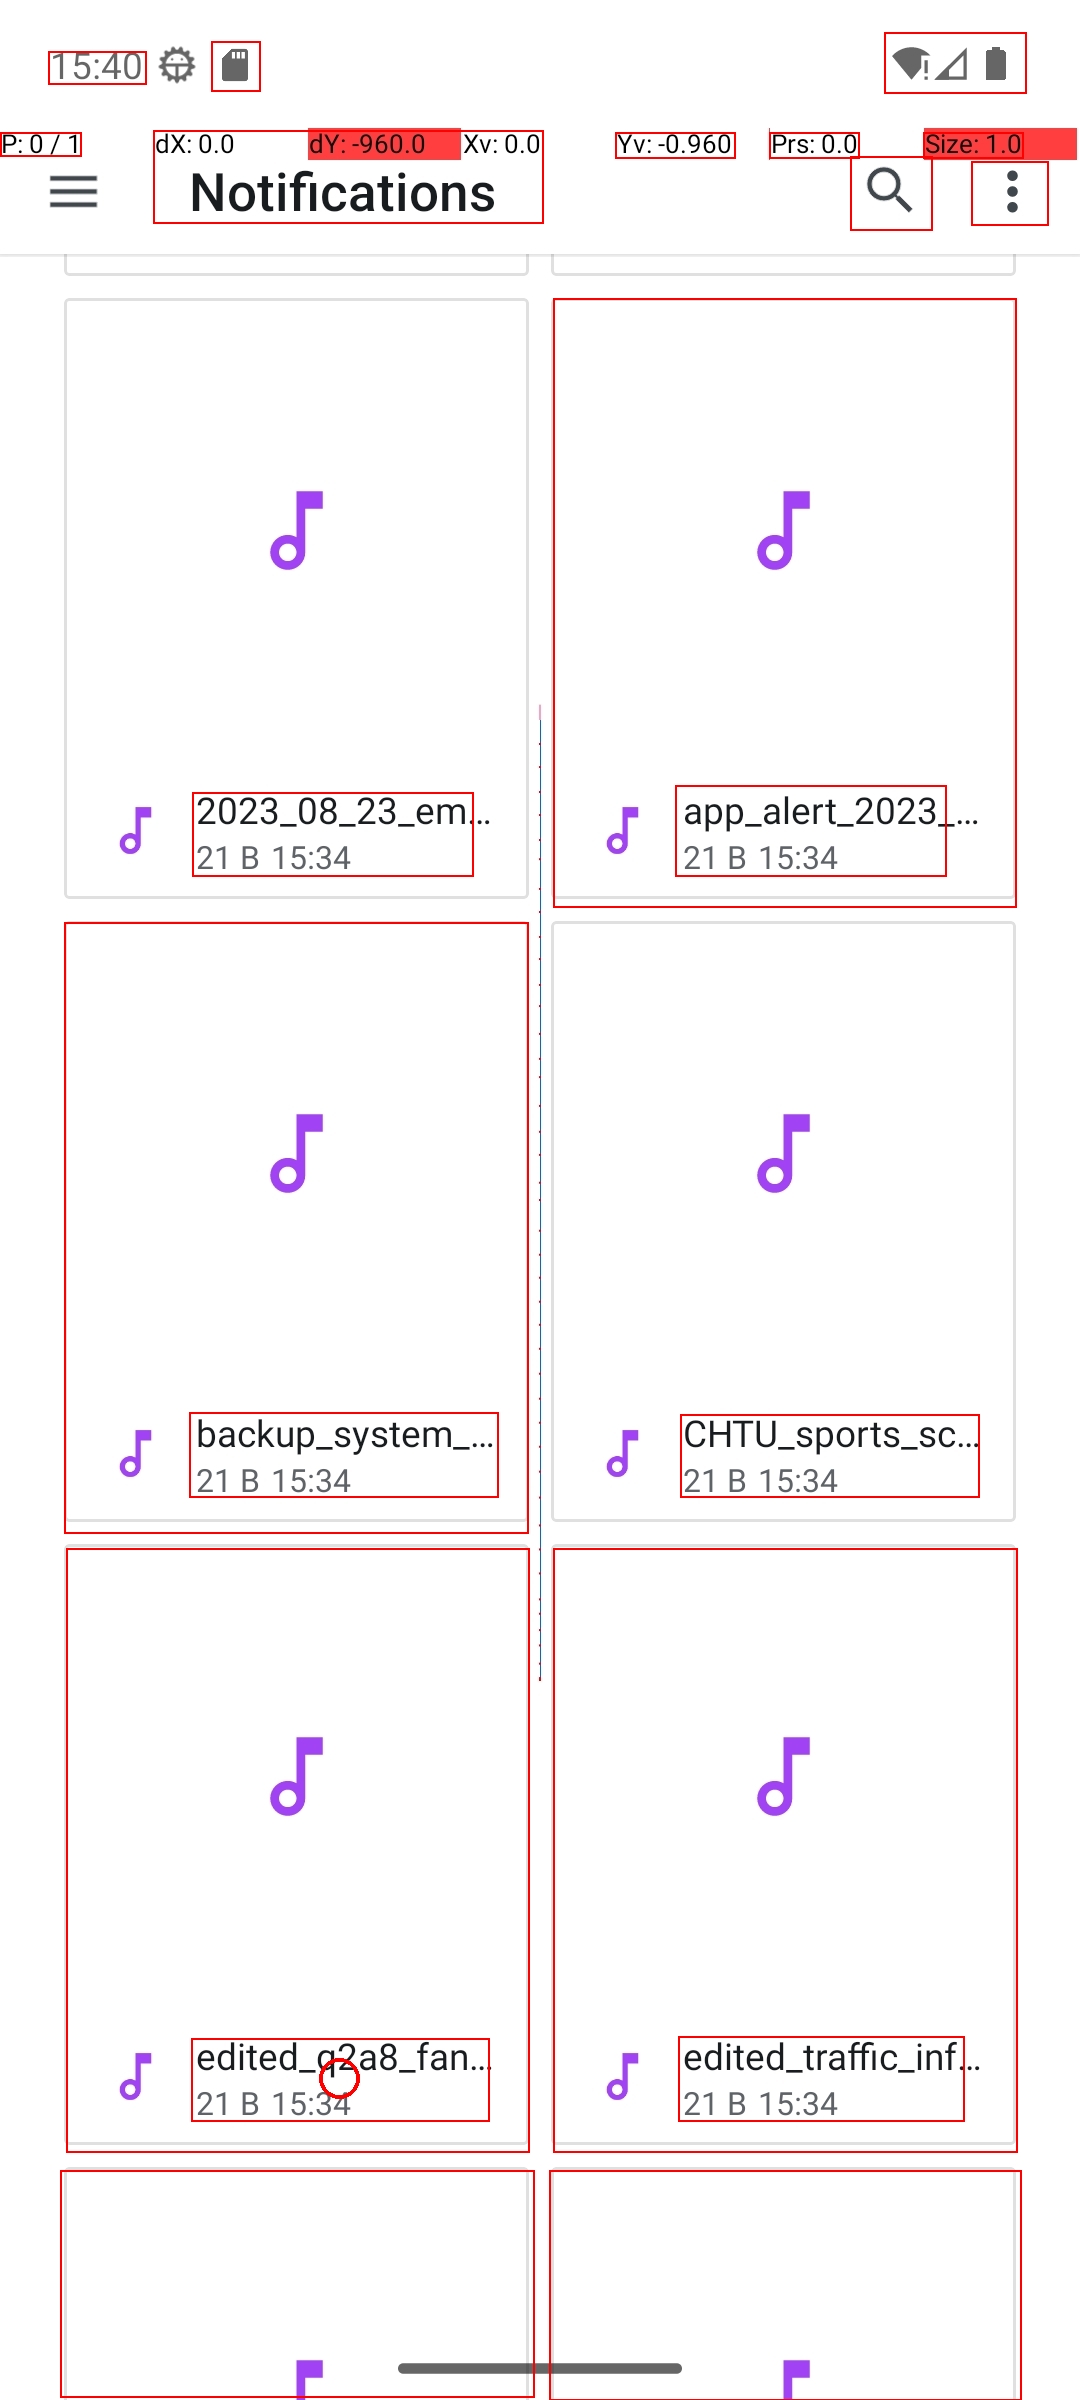 15:40
P: 0 / 1 dX: 0.0 dY: -960.0 Xv: 0.0 Yv: -0.960 Prs: 0.0 Size: 1.0
Notifications
2023_08_23_em… app_alert_2023_…
21 B 15:34 21 B 15:34
backup_system_… CHTU_sports_sc…
21 B 15:34 21 B 15:34
edited_q2a8_fan… edited_traffic_inf…
21 B 15:34 21 B 15:34